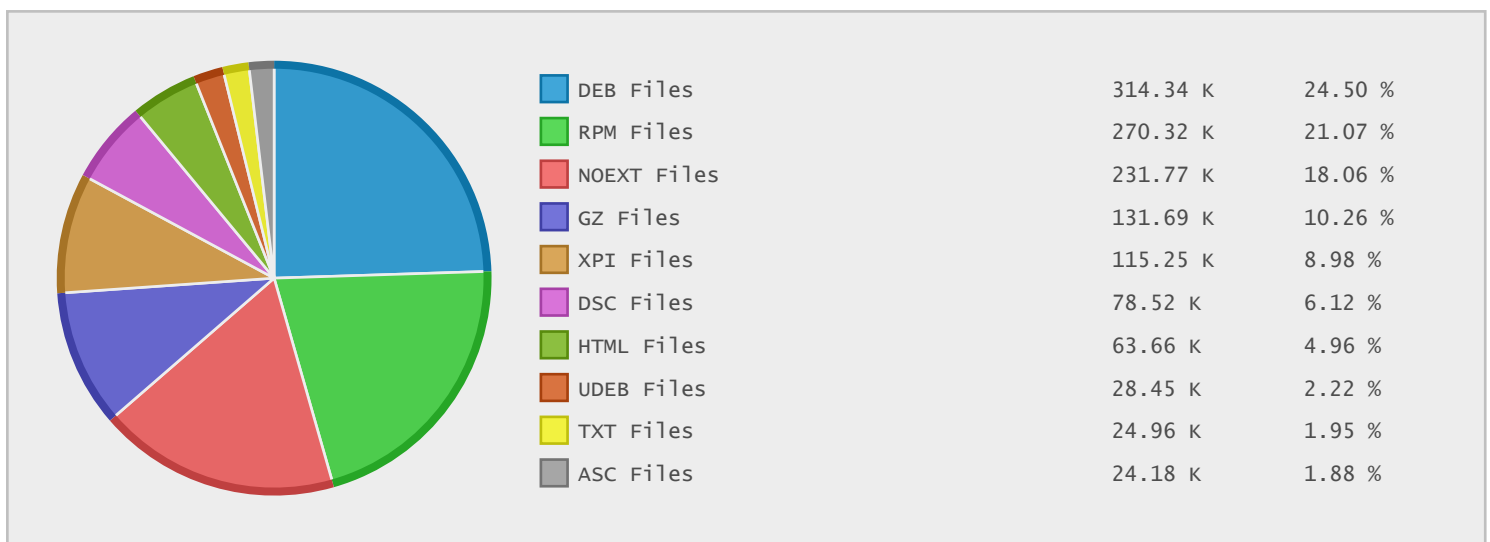 DEB Files 314.34 K 24.50 %
RPM Files 270.32 K 21.07 %
NOEXT Files 231.77 K 18.06 %
GZ Files 131.69 K 10.26 %
XPI Files 115.25 K 8.98 %
DSC Files 78.52 K 6.12 %
HTML Files 63.66 K 4.96 %
UDEB Files 28.45 K 2.22 %
TXT Files 24.96 K 1.95 %
ASC Files 24.18 K 1.88 %